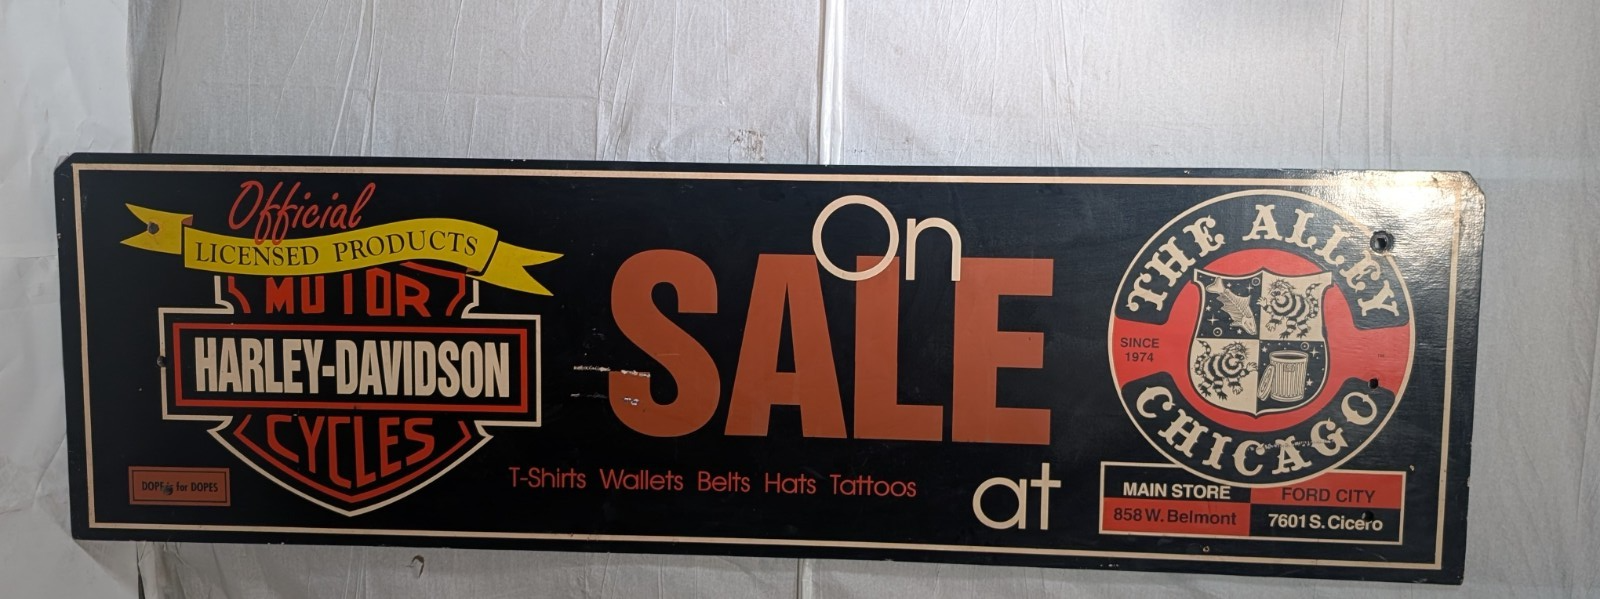 Official
LICENSED PRODUCTS
MOTOR
HARLEY-DAVIDSON
CYCLES
DOPE is for DOPES
On
SALE
T-Shirts Wallets Belts Hats Tattoos
at
THE ALLEY
SINCE
1974
CHICAGO
MAIN STORE
858 W. Belmont
FORD CITY
7601 S. Cicero